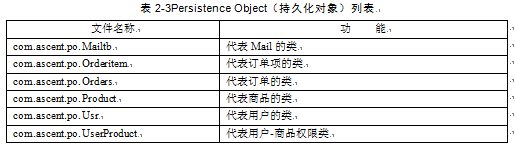 表 2-3Persistence Object（持久化对象）列表
文件名称 功 能
com.ascent.po.Mailtb 代表 Mail 的类
com.ascent.po.Orderitem 代表订单项的类
com.ascent.po.Orders 代表订单的类
com.ascent.po.Product 代表商品的类
com.ascent.po.Usr 代表用户的类
com.ascent.po.UserProduct 代表用户-商品权限类